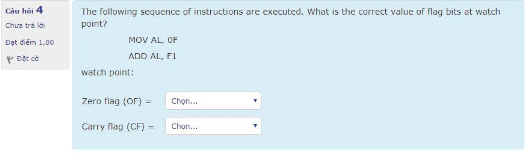 Câu hỏi 4
Chưa trả lời
Đạt điểm 1,00
Đặt cờ
The following sequence of instructions are executed. What is the correct value of flag bits at watch
point?
MOV AL, 0F
ADD AL, F1
watch point:
Zero flag (OF) = Chọn...
Carry flag (CF) = Chọn...